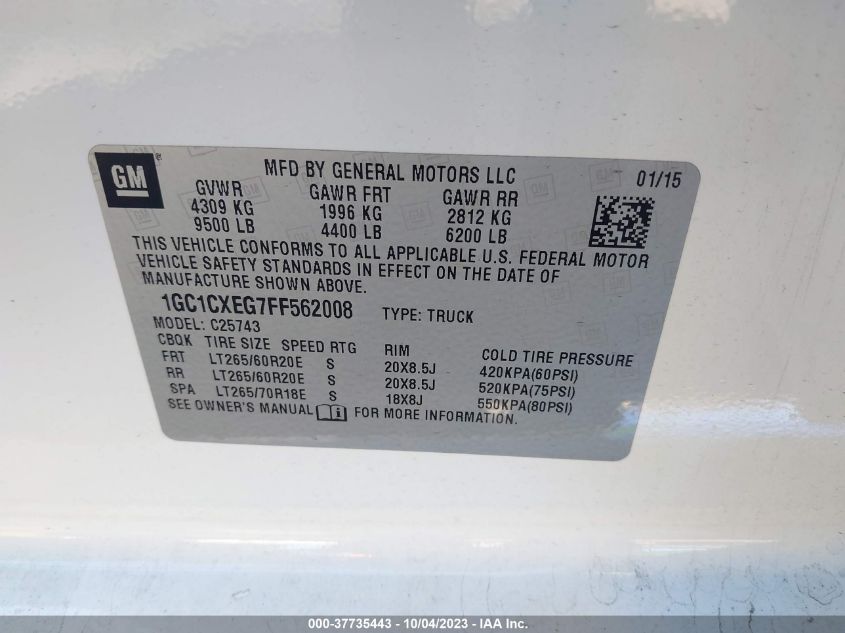 GM
MFD BY GENERAL MOTORS LLC 01/15
GVWR GAWR FRT GAWR RR
4309 KG 1996 KG 2812 KG
9500 LB 4400 LB 6200 LB
THIS VEHICLE CONFORMS TO ALL APPLICABLE U.S. FEDERAL MOTOR
VEHICLE SAFETY STANDARDS IN EFFECT ON THE DATE OF
MANUFACTURE SHOWN ABOVE.
1GC1CXEG7FF562008 TYPE: TRUCK
MODEL: C25743
CBQK TIRE SIZE SPEED RTG RIM COLD TIRE PRESSURE
FRT LT265/60R20E S 20X8.5J 420KPA(60PSI)
RR LT265/60R20E S 20X8.5J 520KPA(75PSI)
SPA LT265/70R18E S 18X8J 550KPA(80PSI)
SEE OWNER'S MANUAL FOR MORE INFORMATION.
000-37735443 - 10/04/2023 - IAA Inc.